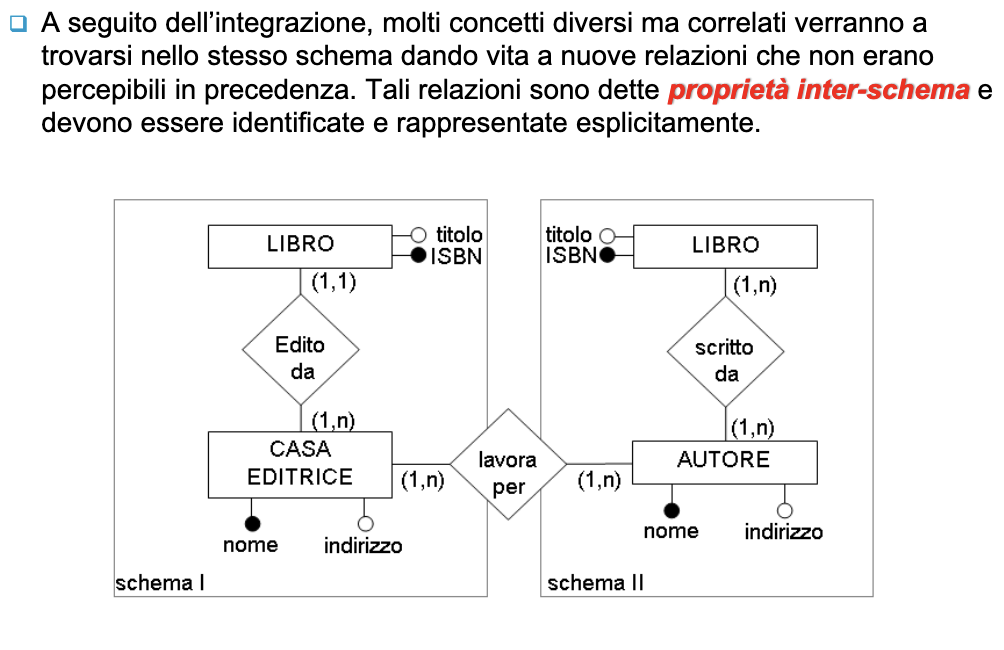 A seguito dell'integrazione, molti concetti diversi ma correlati verranno a
trovarsi nello stesso schema dando vita a nuove relazioni che non erano
percepibili in precedenza. Tali relazioni sono dette proprietà inter-schema e
devono essere identificate e rappresentate esplicitamente.
LIBRO
titolo
ISBN
(1,1)
Edito
da
(1,n)
CASA
EDITRICE
(1,n)
nome
indirizzo
schema I
lavora
per
titolo
ISBN
LIBRO
(1,n)
scritto
da
(1,n)
AUTORE
(1,n)
nome
indirizzo
schema II